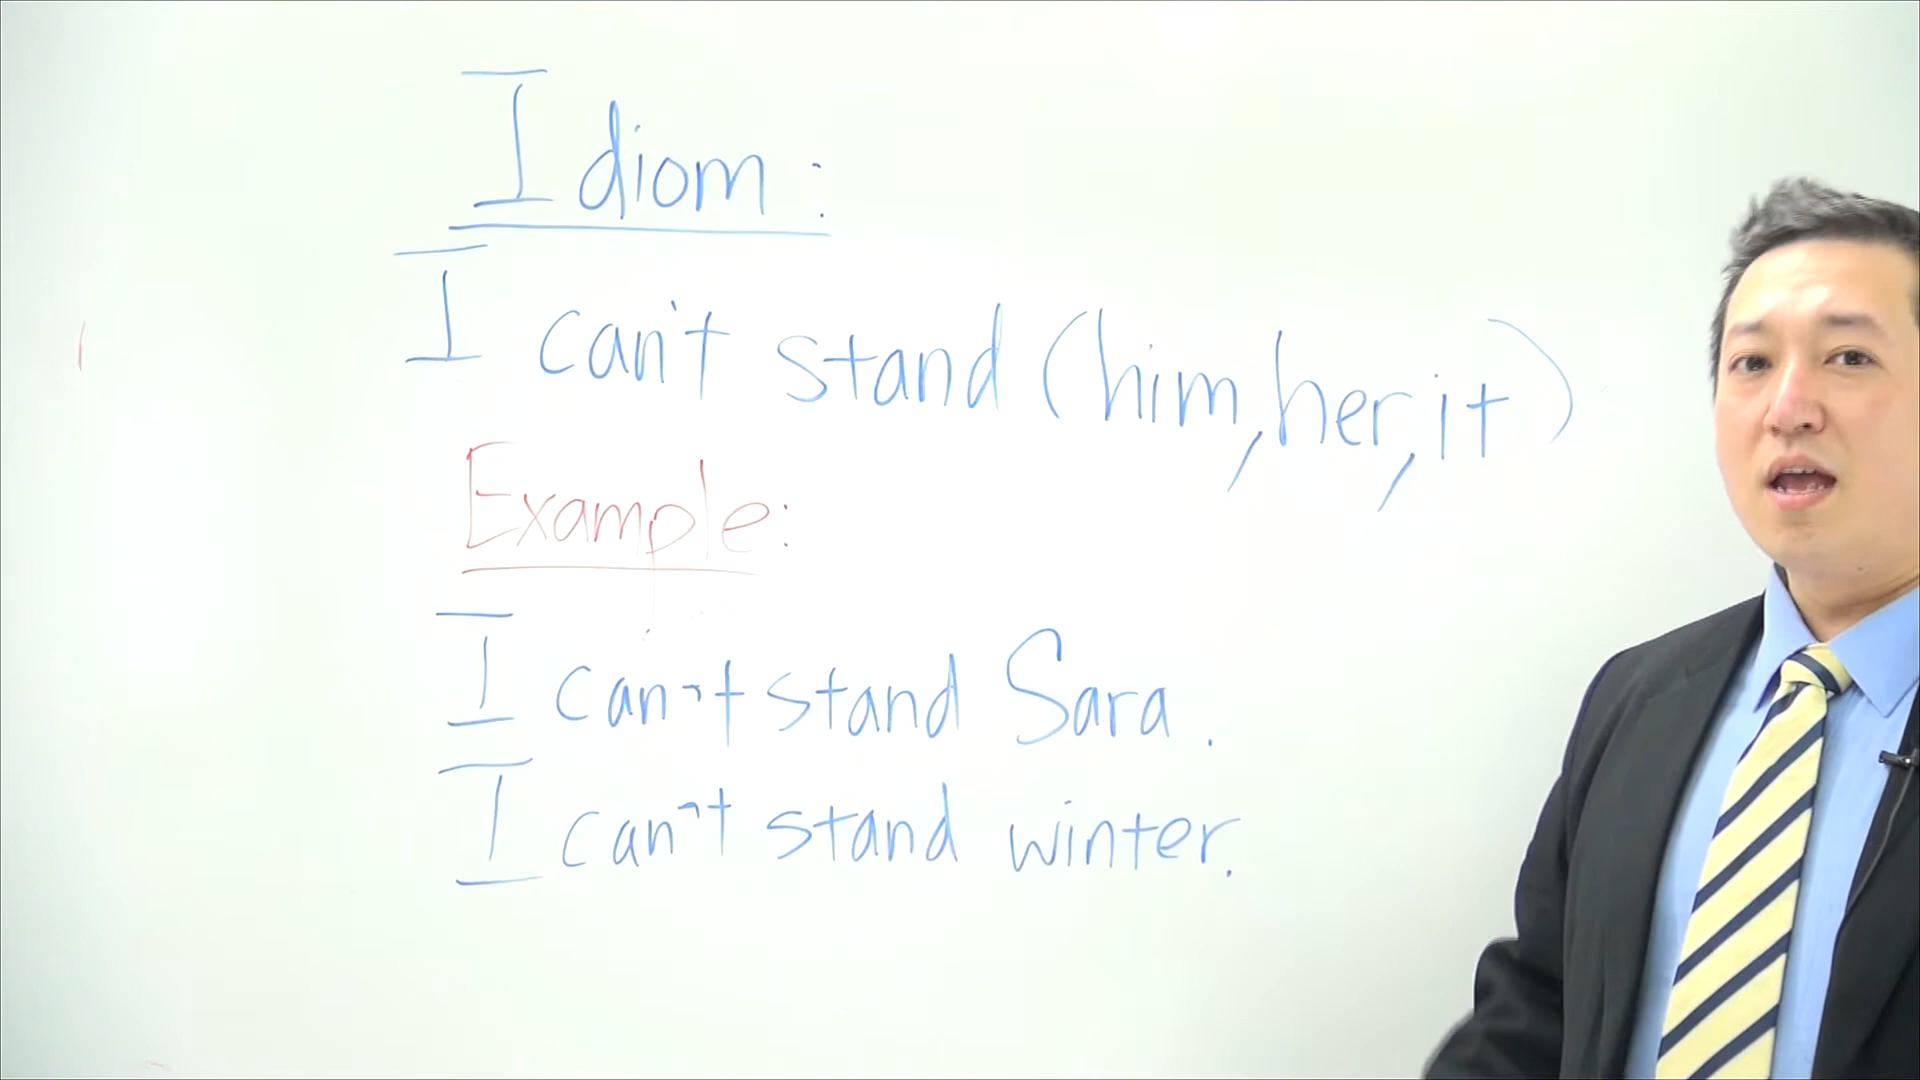 Idiom:
I can't stand (him, her, it)
Example:
I can't stand Sara.
I can't stand winter.